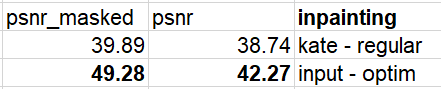 psnr_masked psnr inpainting
39.89 38.74 kate - regular
49.28 42.27 input - optim